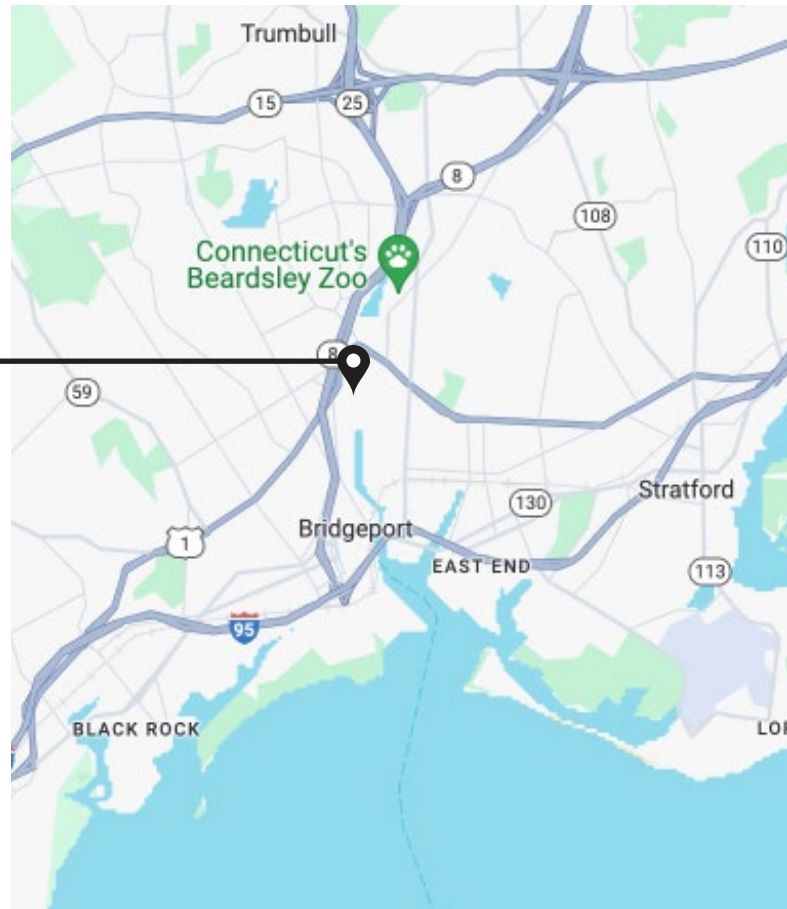 Trumbull
15
25
8
108
110
Connecticut's
Beardsley Zoo
8
59
130
Stratford
Bridgeport
1
EAST END
113
95
BLACK ROCK